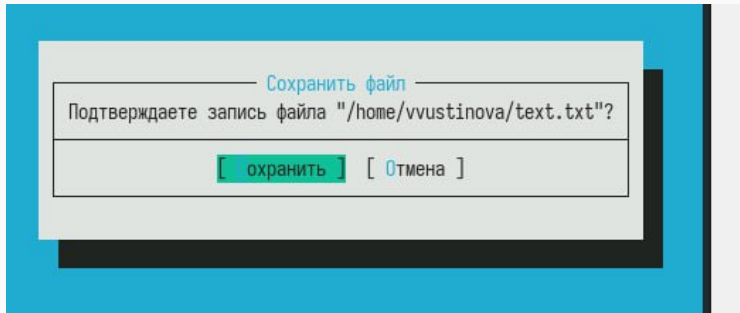 Сохранить файл
Подтверждаете запись файла "/home/vvustinova/text.txt"?
[ охранить ] [ Отмена ]